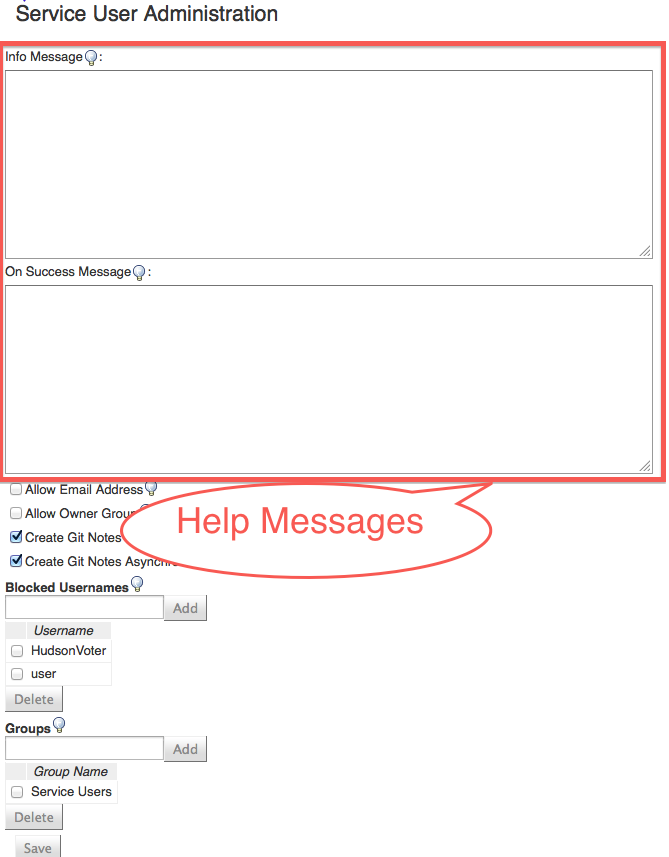 Service User Administration
Info Message :
On Success Message :
Allow Email Address
Allow Owner Grou
Help Messages
Create Git Notes
Create Git Notes Asynchr
Blocked Usernames
Add
Username
HudsonVoter
user
Delete
Groups
Add
Group Name
Service Users
Delete
Save